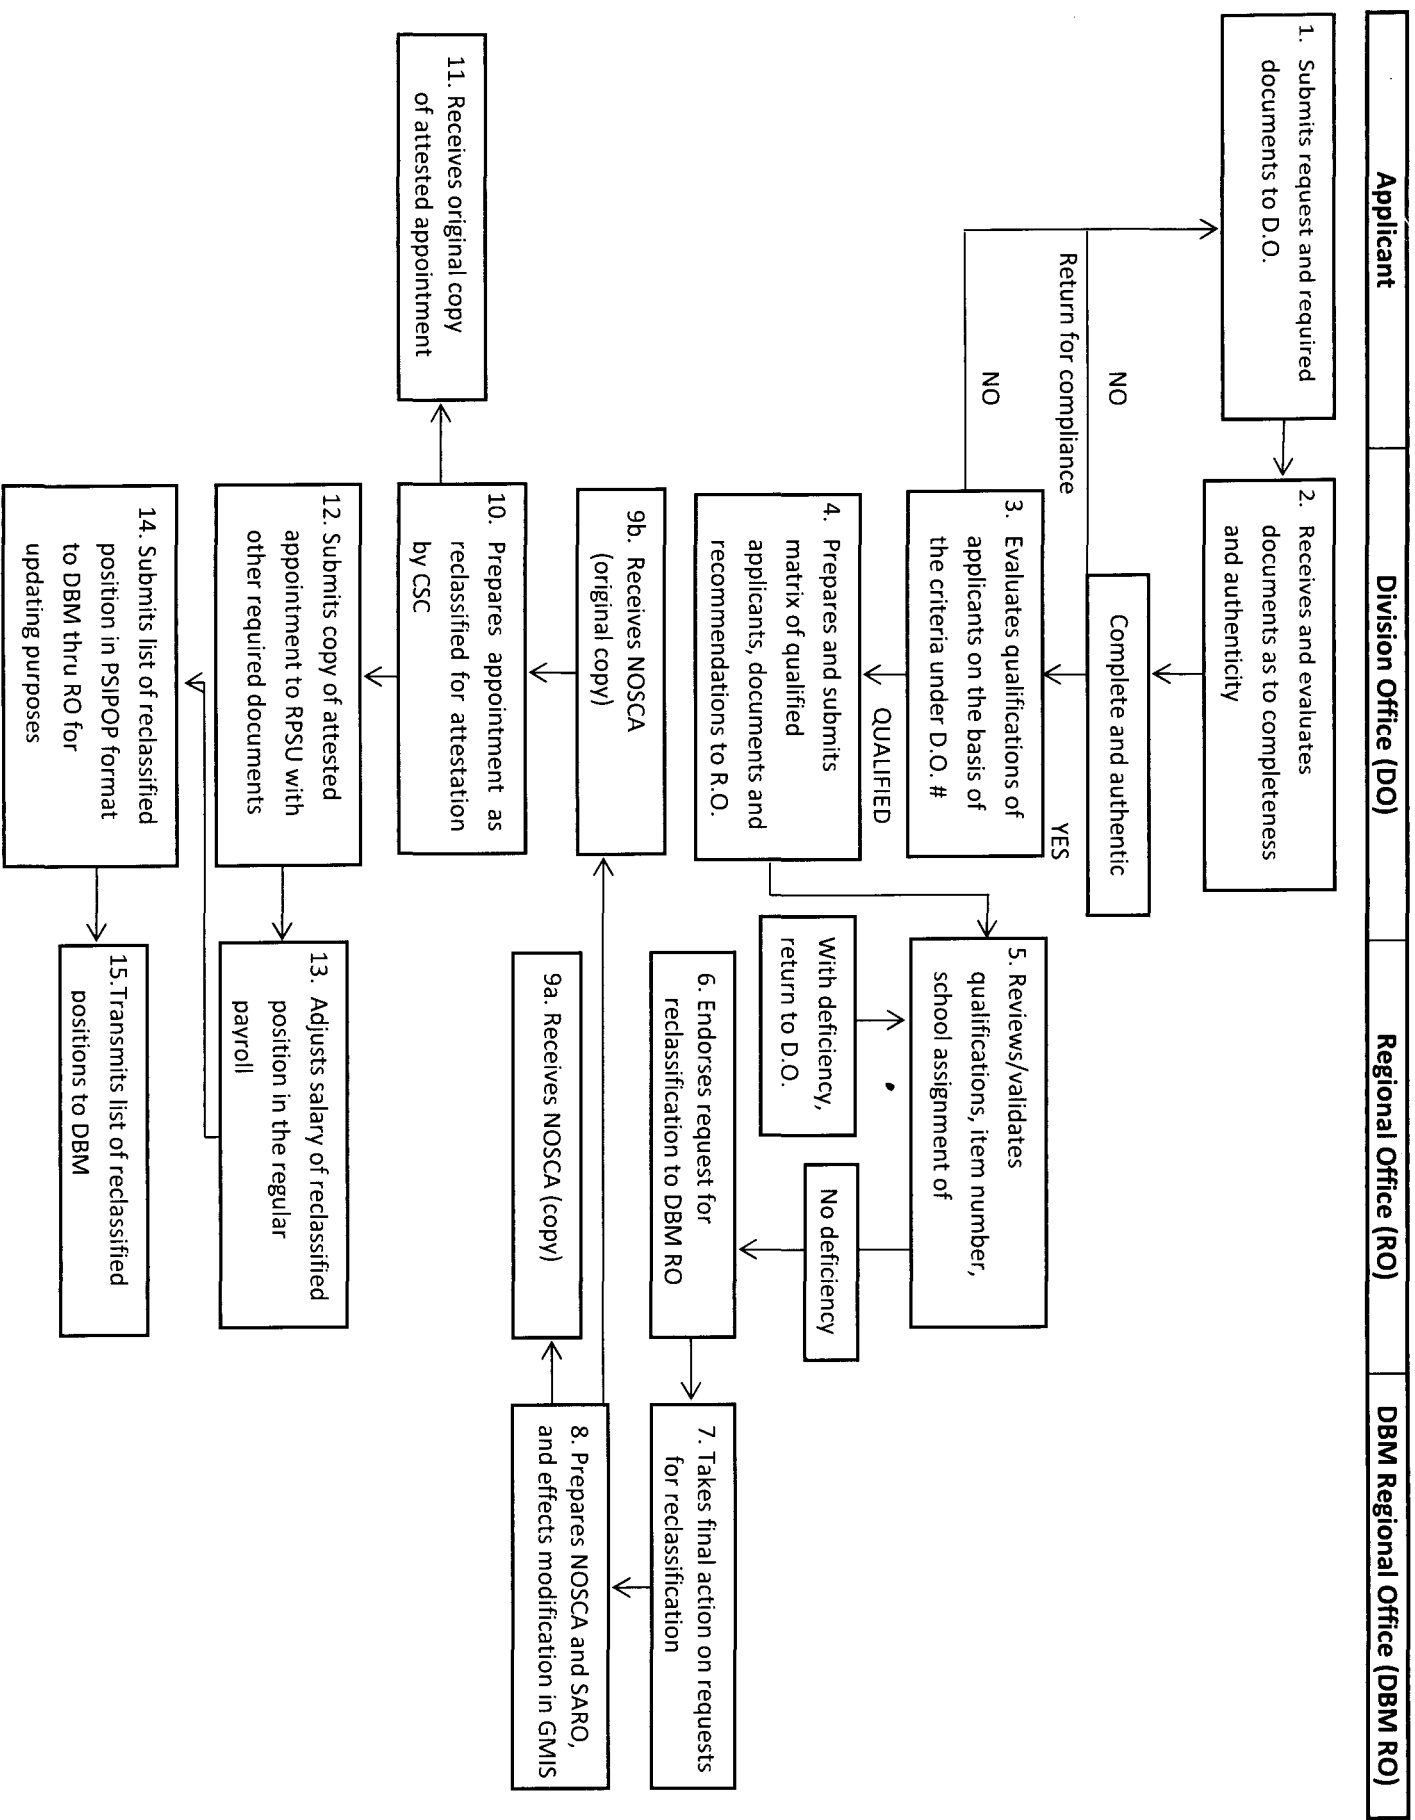 Applicant
Division Office (DO)
Regional Office (RO)
DBM Regional Office (DBM RO)
1. Submits request and required
documents to D.O.
2. Receives and evaluates
documents as to completeness
and authenticity
NO
Complete and authentic
Return for compliance
YES
NO
3. Evaluates qualifications of
applicants on the basis of
the criteria under D.O. #
QUALIFIED
4. Prepares and submits
matrix of qualified
applicants, documents and
recommendations to R.O.
5. Reviews/validates
qualifications, item number,
school assignment of
With deficiency,
return to D.O.
No deficiency
6. Endorses request for
reclassification to DBM RO
7. Takes final action on requests
for reclassification
8. Prepares NOSCA and SARO,
and effects modification in GMIS
9a. Receives NOSCA (copy)
9b. Receives NOSCA
(original copy)
10. Prepares appointment as
reclassified for attestation
by CSC
11. Receives original copy
of attested appointment
12. Submits copy of attested
appointment to RPSU with
other required documents
13. Adjusts salary of reclassified
position in the regular
payroll
14. Submits list of reclassified
position in PSIPOP format
to DBM thru RO for
updating purposes
15.Transmits list of reclassified
positions to DBM